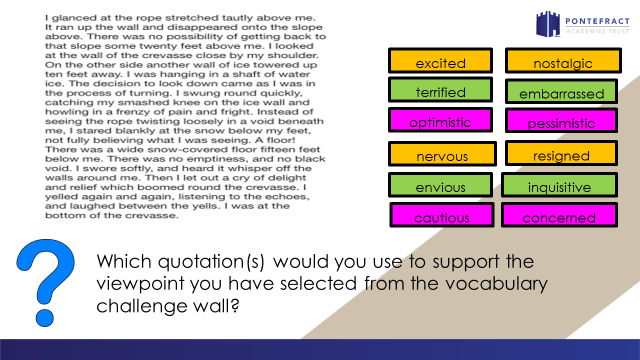 I glanced at the rope stretched tautly above me.
It ran up the wall and disappeared onto the slope
above. There was no possibility of getting back to
that slope some twenty feet above me. I looked
at the wall of the crevasse close by my shoulder.
On the other side another wall of ice towered up
ten feet away. I was hanging in a shaft of water
ice. The decision to look down came as I was in
the process of turning. I swung round quickly,
catching my smashed knee on the ice wall and
howling in a frenzy of pain and fright. Instead of
seeing the rope twisting loosely in a void beneath
me, I stared blankly at the snow below my feet,
not fully believing what I was seeing. A floor!
There was a wide snow-covered floor fifteen feet
below me. There was no emptiness, and no black
void. I swore softly, and heard it whisper off the
walls around me. Then I let out a cry of delight
and relief which boomed round the crevasse. I
yelled again and again, listening to the echoes,
and laughed between the yells. I was at the
bottom of the crevasse.
PONTEFRACT
ACADEMIES TRUST
excited
nostalgic
terrified
embarrassed
optimistic
pessimistic
nervous
resigned
envious
inquisitive
cautious
concerned
?
Which quotation(s) would you use to support the
viewpoint you have selected from the vocabulary
challenge wall?